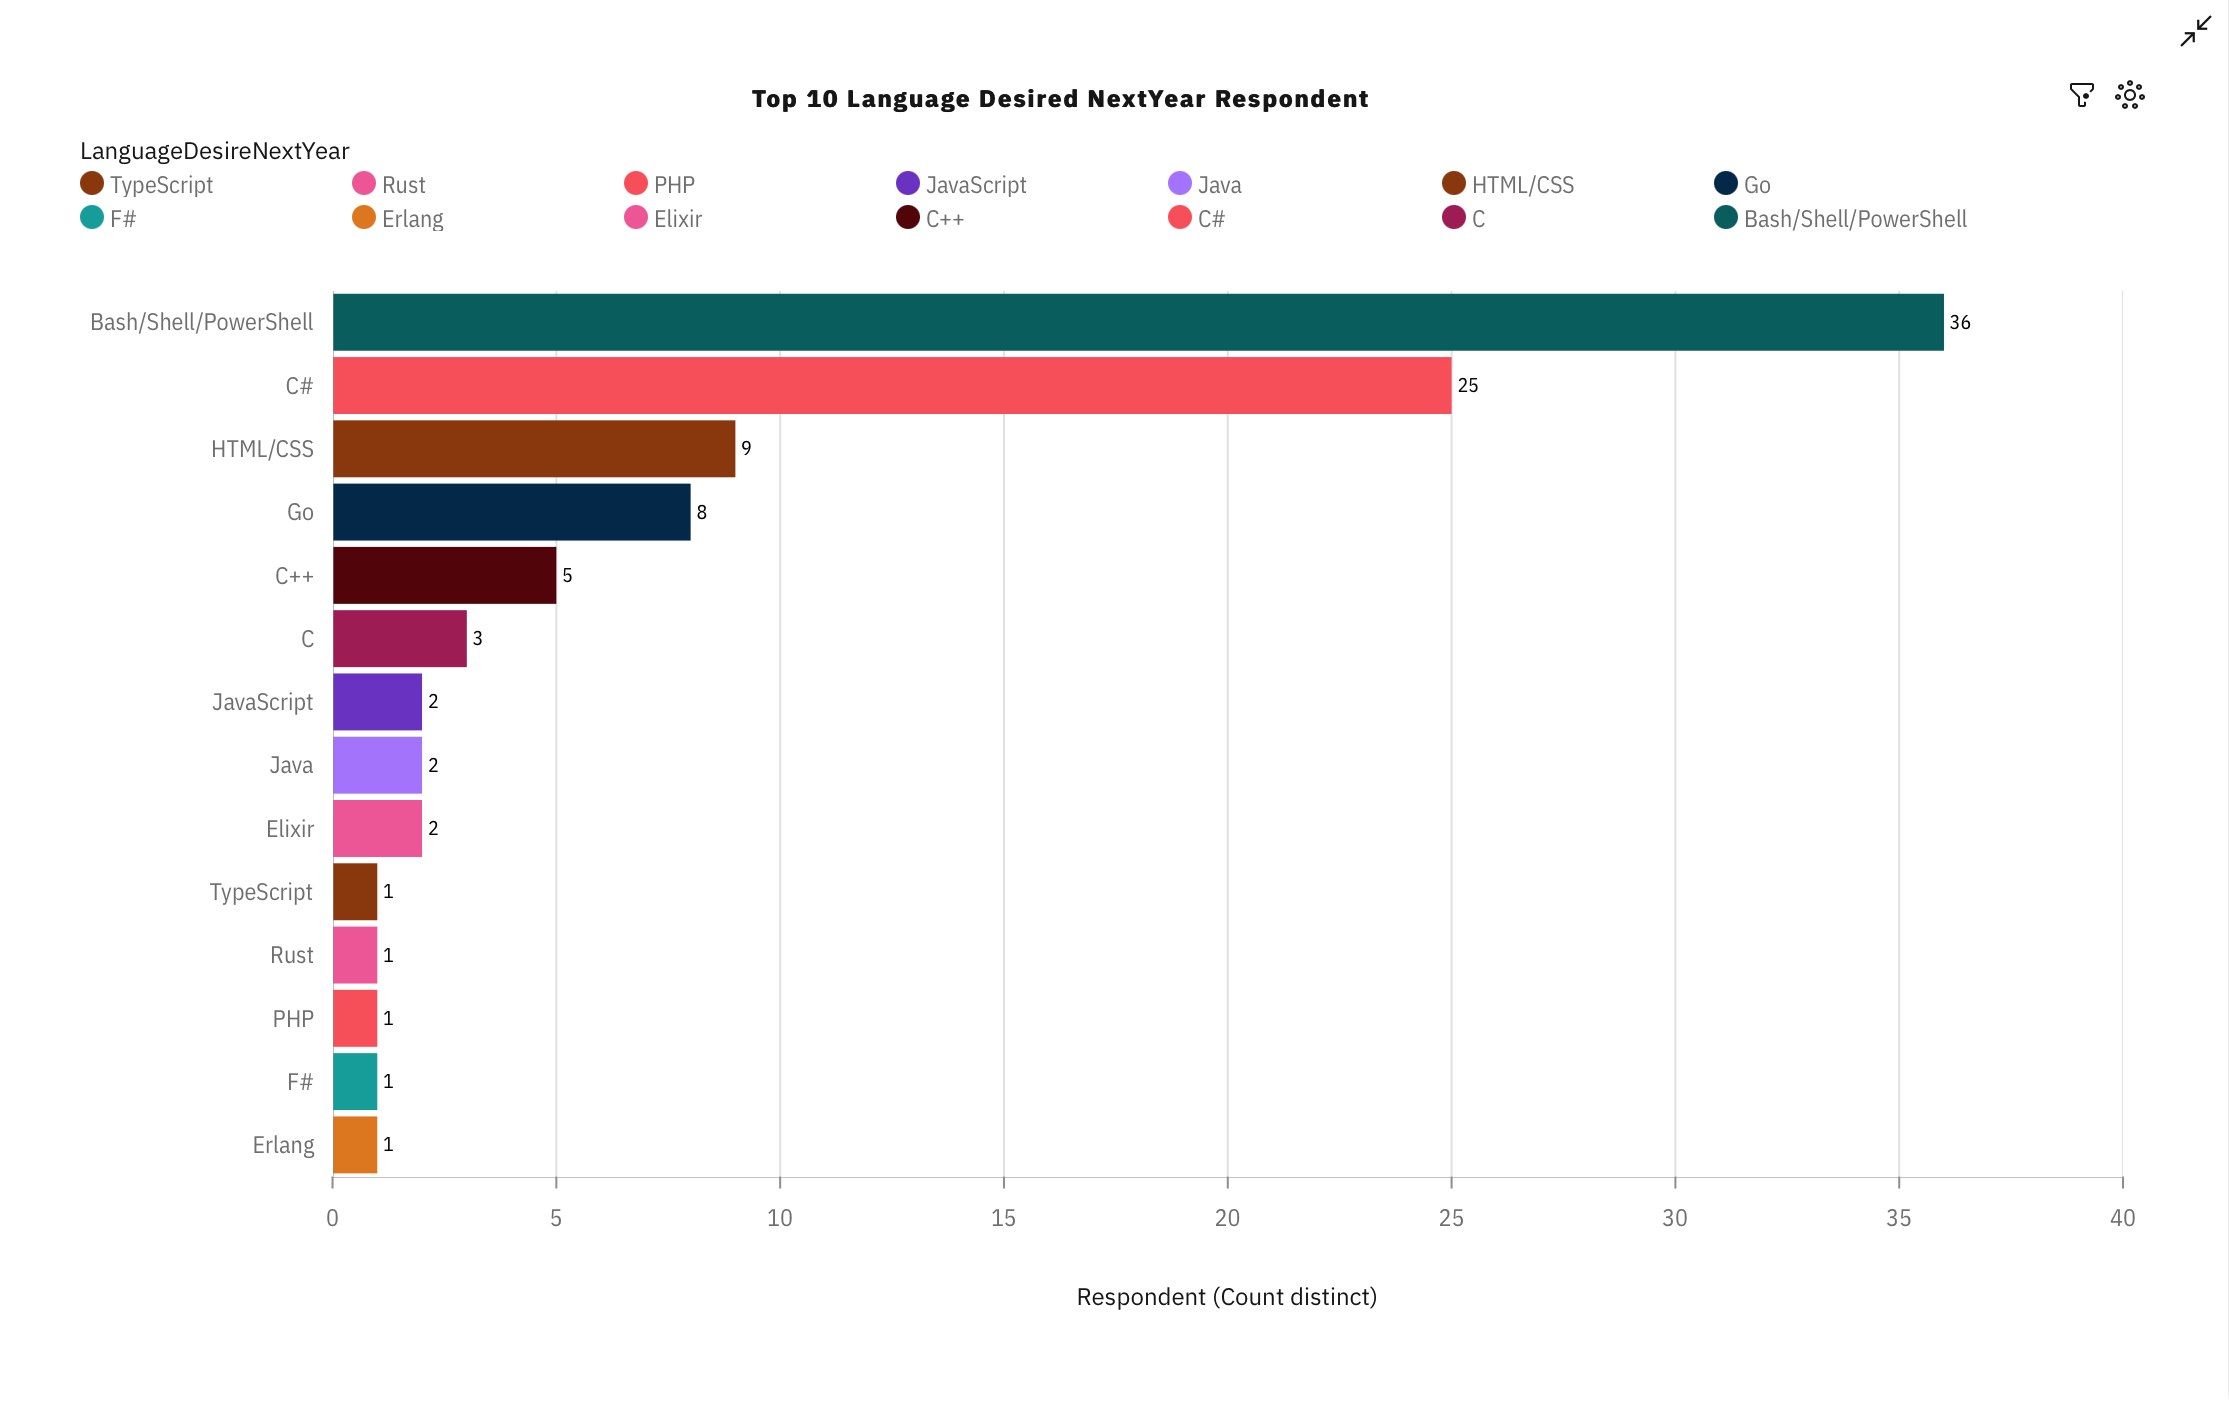 Top 10 Language Desired NextYear Respondent
LanguageDesireNextYear
TypeScript Rust PHP JavaScript Java HTML/CSS Go
F# Erlang Elixir C++ C# C Bash/Shell/PowerShell
Bash/Shell/PowerShell 36
C# 25
HTML/CSS 9
Go 8
C++ 5
C 3
JavaScript 2
Java 2
Elixir 2
TypeScript 1
Rust 1
PHP 1
F# 1
Erlang 1
0 5 10 15 20 25 30 35 40
Respondent (Count distinct)